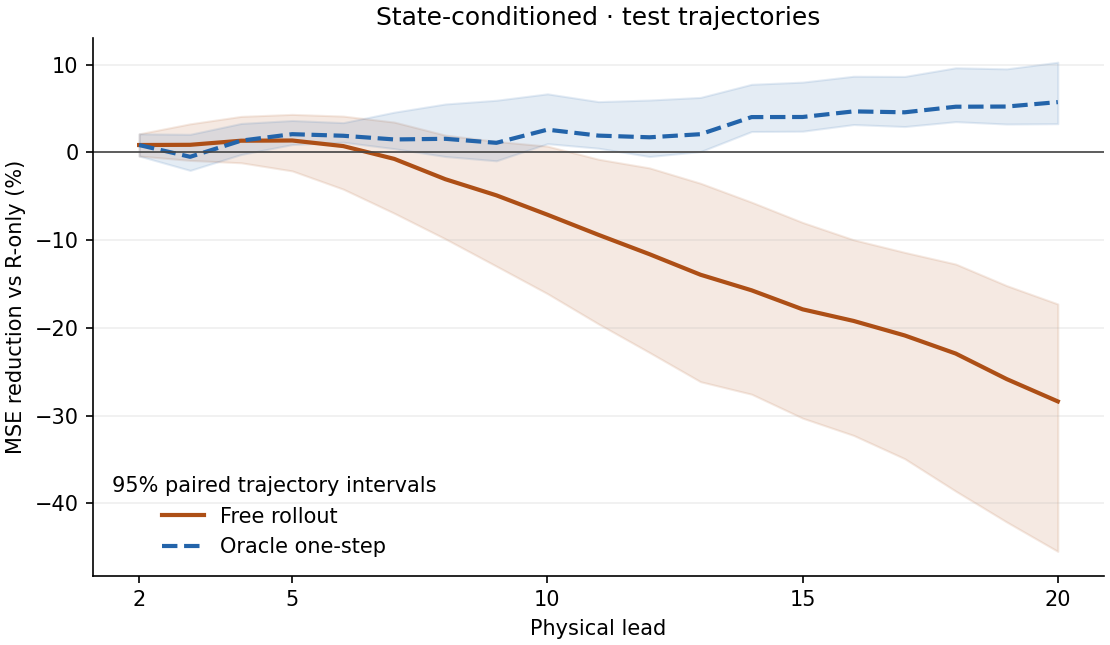 State-conditioned · test trajectories
MSE reduction vs R-only (%)
10
0
−10
−20
−30
−40
95% paired trajectory intervals
Free rollout
Oracle one-step
2
5
10
15
20
Physical lead